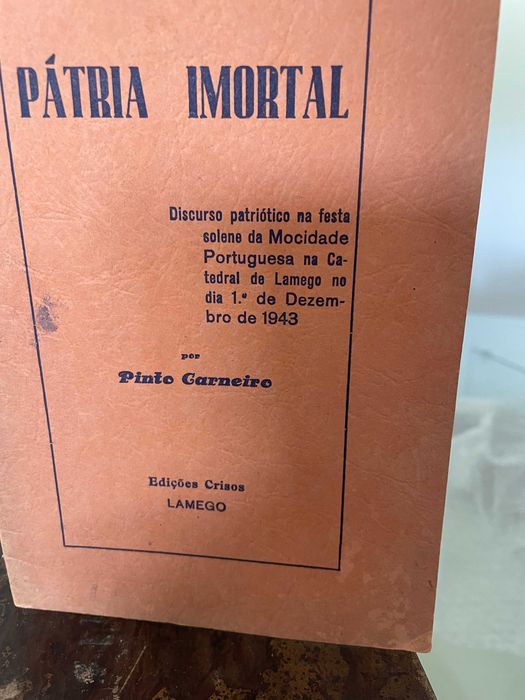 PÁTRIA IMORTAL
Discurso patriótico na festa
solene da Mocidade
Portuguesa na Ca-
tedral de Lamego no
dia 1.º de Dezem-
bro de 1943
por
Pinto Carneiro
Edições Crisos
LAMEGO